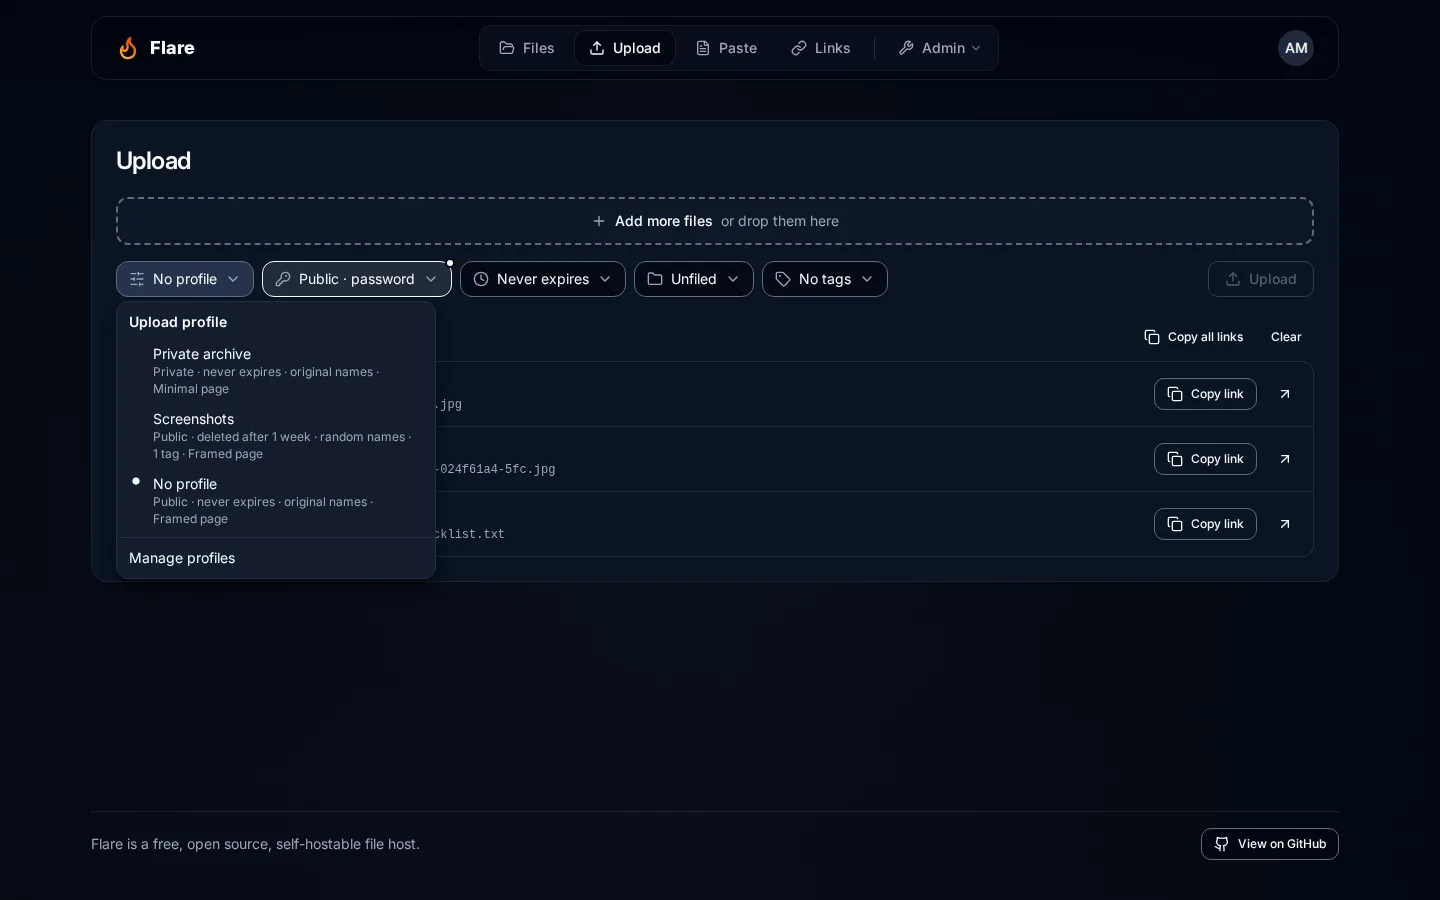 Flare
Files
Upload
Paste
Links
Admin
AM
Upload
Add more files or drop them here
No profile
Public · password
Never expires
Unfiled
No tags
Upload
Upload profile
Private archive
Private · never expires · original names ·
Minimal page
Screenshots
Public · deleted after 1 week · random names ·
1 tag · Framed page
No profile
Public · never expires · original names ·
Framed page
Manage profiles
Copy all links
Clear
.jpg
Copy link
-024f61a4-5fc.jpg
Copy link
cklist.txt
Copy link
Flare is a free, open source, self-hostable file host.
View on GitHub